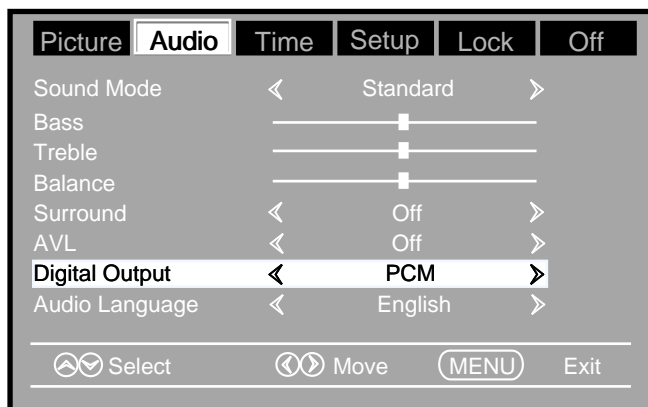 Picture Audio Time Setup Lock Off
Sound Mode Standard
Bass
Treble
Balance
Surround Off
AVL Off
Digital Output PCM
Audio Language English
Select Move MENU Exit